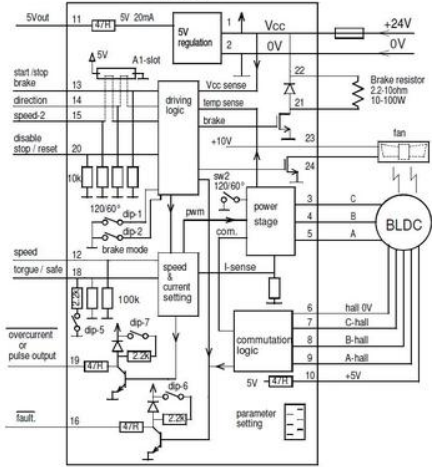 5Vout
11
47R
5V 20mA
5V
regulation
1
Vcc
+24V
2
0V
0V
5V
A1-slot
22
Brake resistor
2.2-10ohm
10-100W
start /stop
brake
13
direction
14
speed-2
15
disable
stop / reset
20
driving
logic
Vcc sense
temp sense
brake
21
+10V
23
fan
24
10k
sw2
120/60°
120/60°
dip-1
dip-2
brake mode
pwm
power
stage
com.
3
C
4
B
5
A
BLDC
speed
12
torgue / safe
18
speed
&
current
setting
I-sense
2.2k
100k
dip-5
dip-7
6
hall 0V
7
C-hall
8
B-hall
9
A-hall
10
+5V
commutation
logic
5V
47R
overcurrent
or
pulse output
19
47R
2.2k
dip-6
2.2k
fault.
16
47R
parameter
setting